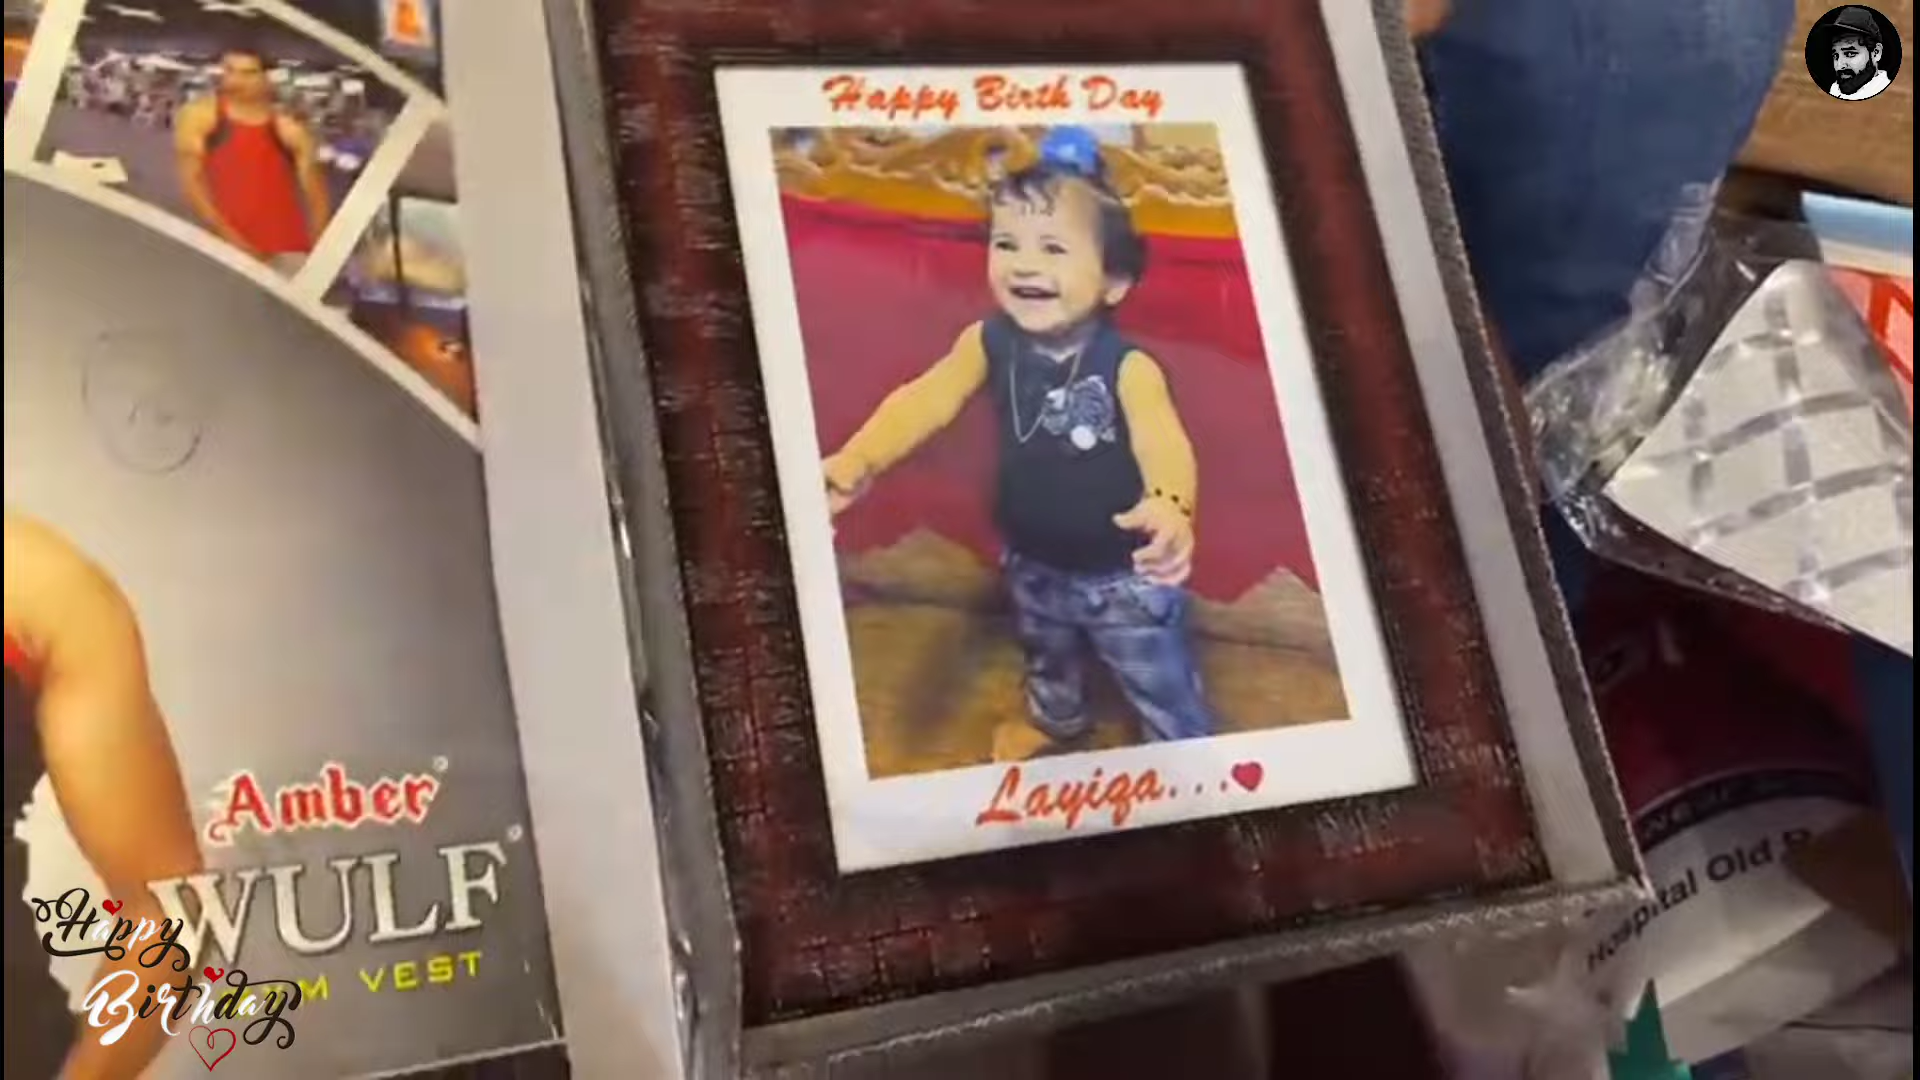 Happy Birth Day
Layiqa...
Amber
WULF
VEST
Happy
Birthday
Hospital Old